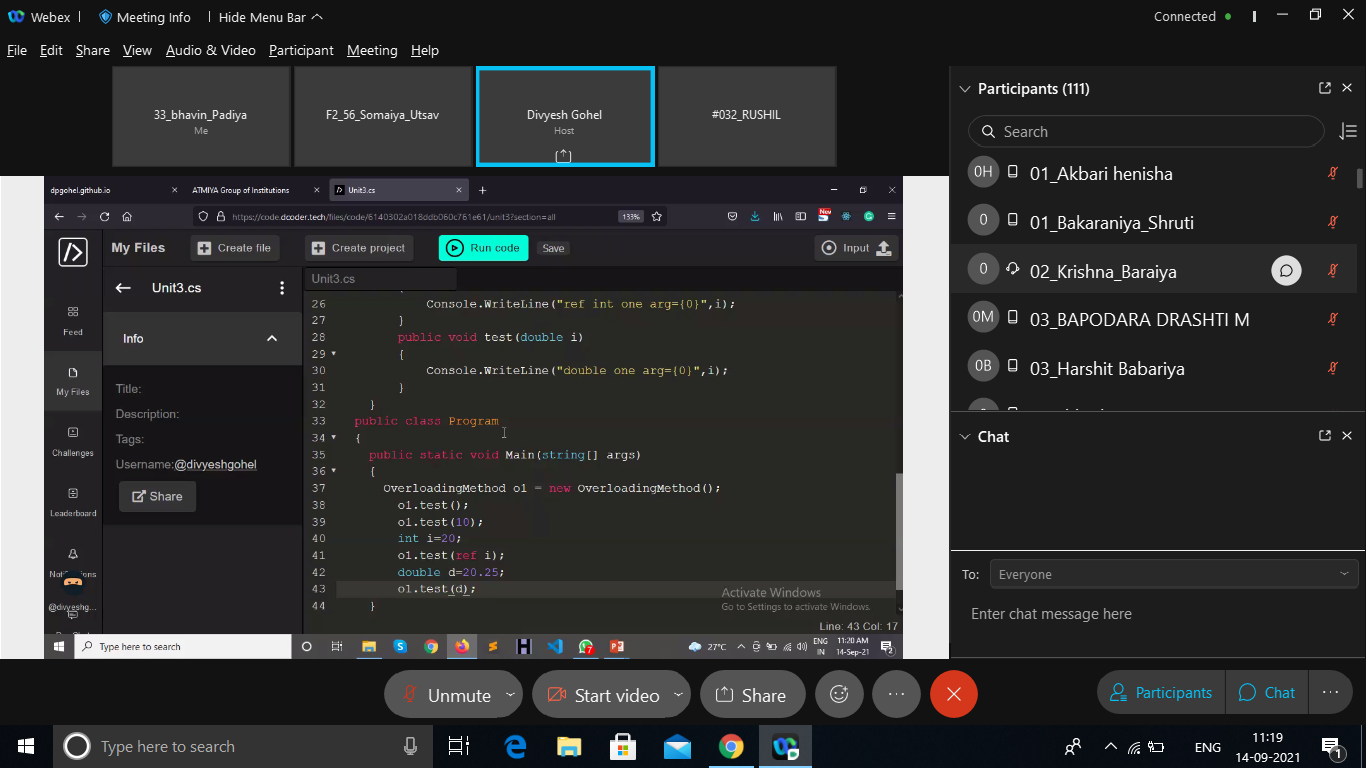 Webex
Meeting Info
Hide Menu Bar
Connected
File Edit Share View Audio & Video Participant Meeting Help
33_bhavin_Padiya
Me
F2_56_Somaiya_Utsav
Divyesh Gohel
Host
#032_RUSHIL
dpgohel.github.io
ATMIYA Group of Institutions
Unit3.cs
https://code.dcoder.tech/files/code/6140302a018ddb060c761e61/unit3?section=all
133%
New
My Files
Create file
Create project
Run code
Save
Input
Unit3.cs
Info
Title:
Description:
Tags:
Username:@divyeshgohel
Share
Feed
My Files
Challenges
Leaderboard
@divyeshg...
Unit3.cs
26 Console.WriteLine("ref int one arg={0}",i);
27 }
28 public void test(double i)
29 {
30 Console.WriteLine("double one arg={0}",i);
31 }
32 }
33 public class Program
34 {
35 public static void Main(string[] args)
36 {
37 OverloadingMethod o1 = new OverloadingMethod();
38 o1.test();
39 o1.test(10);
40 int i=20;
41 o1.test(ref i);
42 double d=20.25;
43 o1.test(d);
44 }
Activate Windows
Go to Settings to activate Windows.
Line: 43 Col: 17
Type here to search
7
27°C
ENG
IN
11:20 AM
14-Sep-21
2
Participants (111)
Search
0H 01_Akbari henisha
0 01_Bakaraniya_Shruti
0 02_Krishna_Baraiya
0M 03_BAPODARA DRASHTI M
0B 03_Harshit Babariya
Chat
To: Everyone
Enter chat message here
Unmute
Start video
Share
Participants
Chat
Type here to search
ENG
11:19
14-09-2021
1